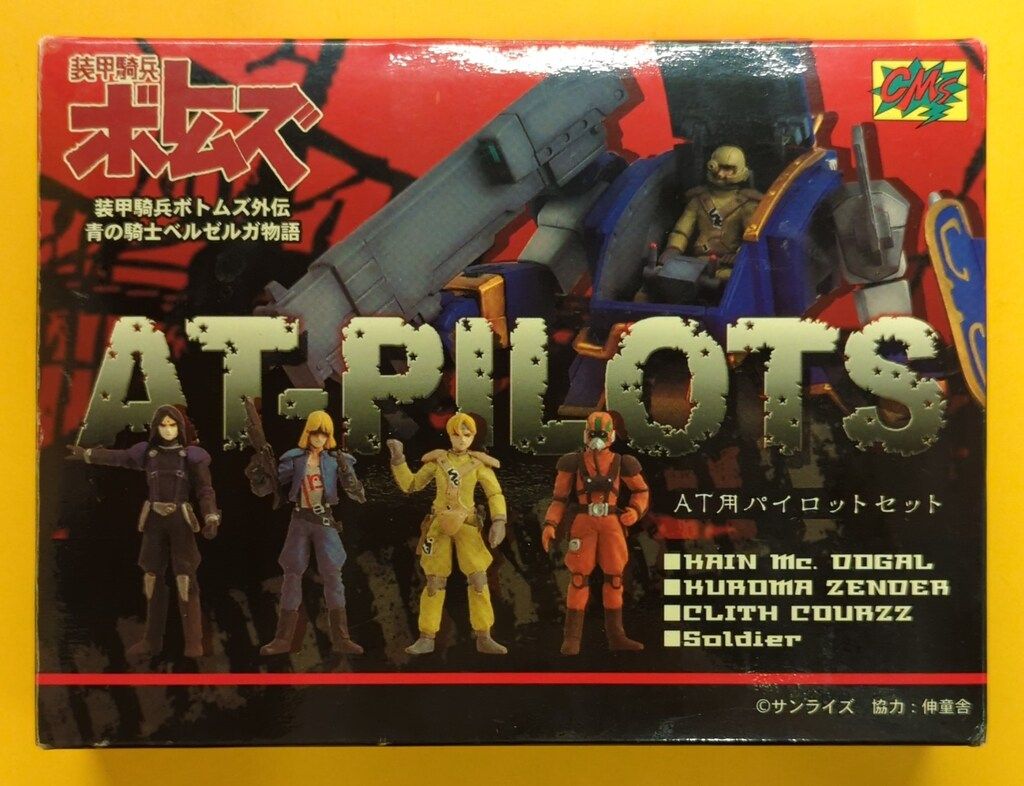 装甲騎兵
ボトムズ
装甲騎兵ボトムズ外伝
青の騎士ベルゼルガ物語
CM's
AT-PILOTS
AT用パイロットセット
■KAIN Mc. DOGAL
■KUROMA ZENDER
■CLITH COURZZ
■Soldier
©サンライズ　協力：伸童舎